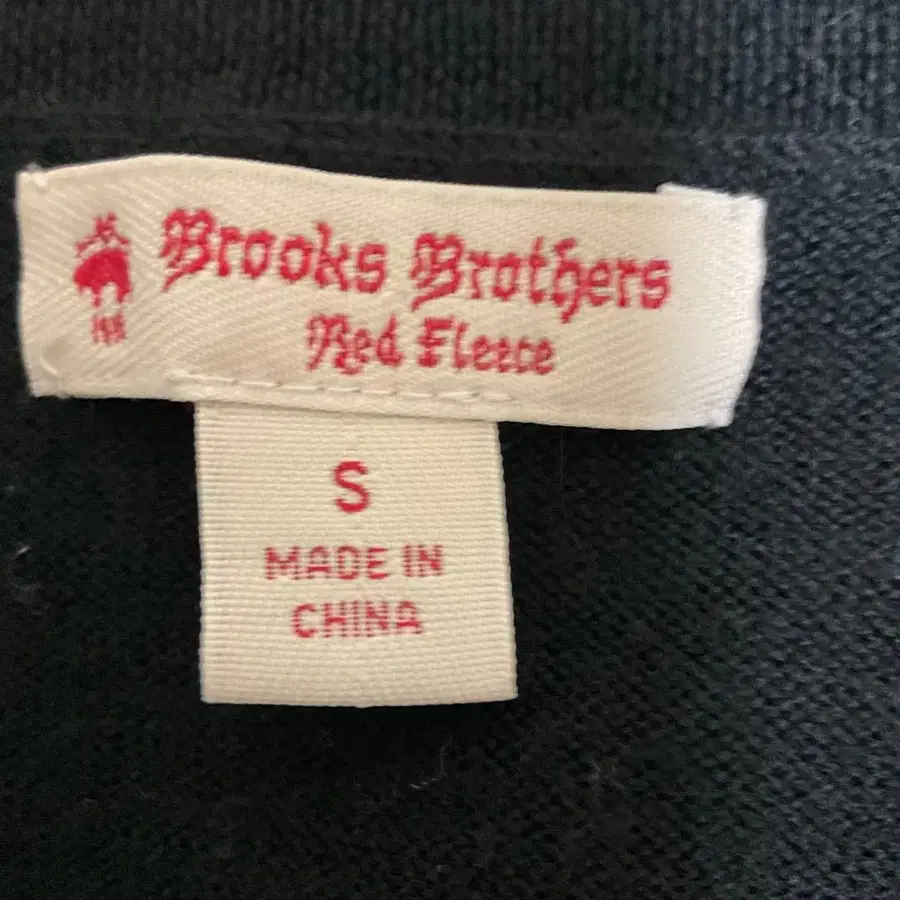 Brooks Brothers
Red Fleece
S
MADE IN
CHINA